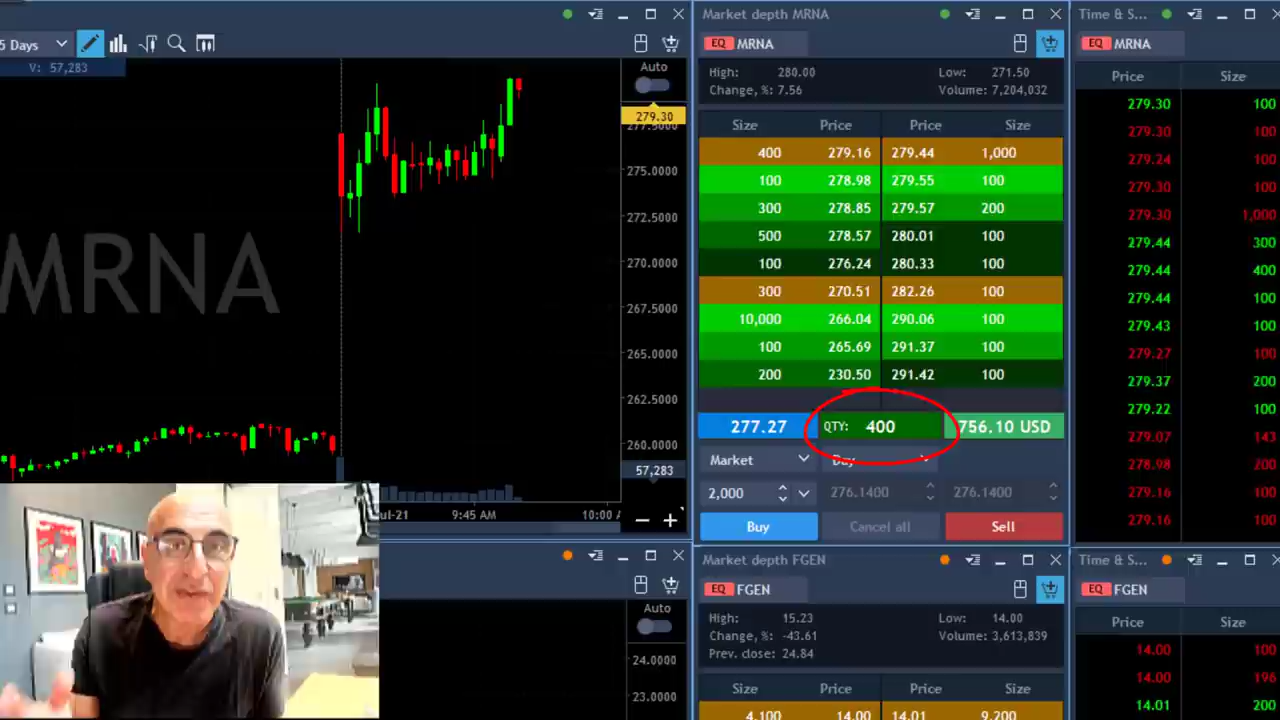 5 Days
V: 57,283
MRNA
Auto
279.30
277.5000
275.0000
272.5000
270.0000
267.5000
265.0000
262.5000
260.0000
57,283
9:45 AM
Market depth MRNA
EQ MRNA
High: 280.00 Low: 271.50
Change, %: 7.56 Volume: 7,204,032
Size Price Price Size
400 279.16 279.44 1,000
100 278.98 279.55 100
300 278.85 279.57 200
500 278.57 280.01 100
100 276.24 280.33 100
300 270.51 282.26 100
10,000 266.04 290.06 100
100 265.69 291.37 100
200 230.50 291.42 100
277.27 QTY: 400 756.10 USD
Market Day
2,000 276.1400 276.1400
Buy Cancel all Sell
Time & S...
EQ MRNA
Price Size
279.30 100
279.30 100
279.24 100
279.30 100
279.30 1,000
279.44 300
279.44 400
279.44 100
279.43 100
279.27 100
279.37 200
279.22 100
279.07 143
278.98 200
279.16 100
279.16 100
Auto
24.0000
23.0000
Market depth FGEN
EQ FGEN
High: 15.23 Low: 14.00
Change, %: -43.61 Volume: 3,613,839
Prev. close: 24.84
Size Price Price Size
4,100 14.00 14.01 9,200
Time & S...
EQ FGEN
Price Size
14.00 100
14.00 196
14.01 200